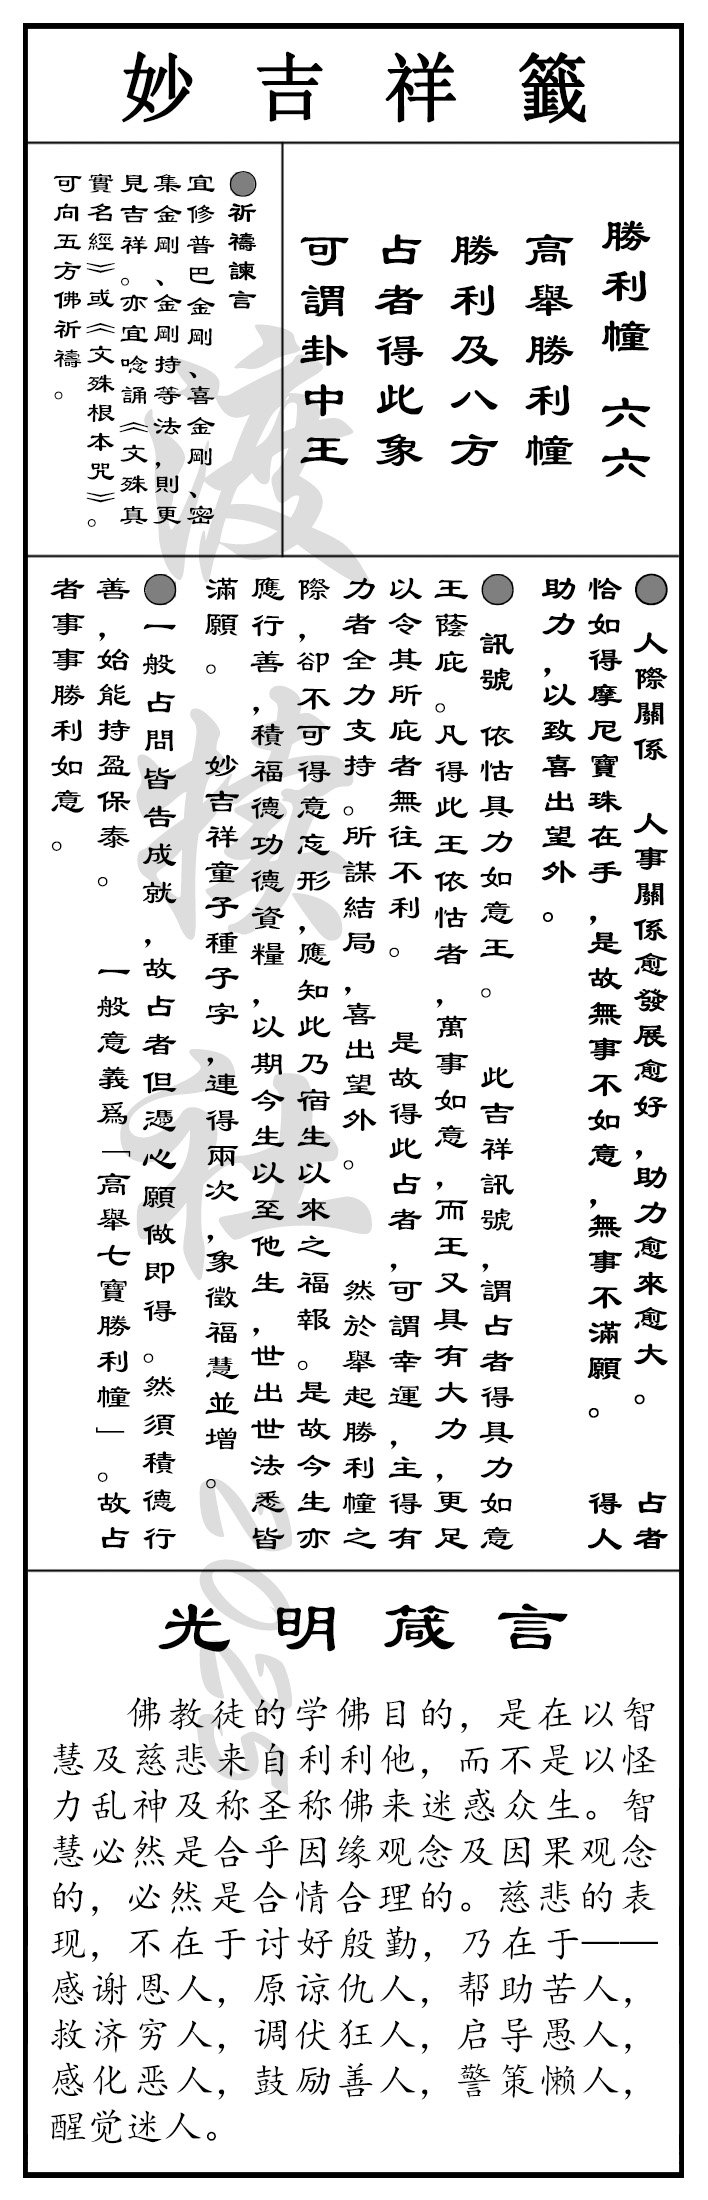 妙吉祥籤
勝利幢 六六
高舉勝利幢
勝利及八方
占者得此象
可謂卦中王
●祈禱諫言
宜修普巴金剛、喜金剛、密
集金剛、金剛持等法，則更
見吉祥。亦宜唸誦《文殊真
實名經》或《文殊根本咒》。
可向五方佛祈禱。
● 人際關係 人事關係愈發展愈好，助力愈來愈大。 占者
恰如得摩尼寶珠在手，是故無事不如意，無事不滿願。 得人
助力，以致喜出望外。
● 訊號 依怙具力如意王。 此吉祥訊號，謂占者得具力如意
王蔭庇。凡得此王依怙者，萬事如意，而王又具有大力，更足
以令其所庇者無往不利。 是故得此占者，可謂幸運，主得有
力者全力支持。所謀結局，喜出望外。 然於舉起勝利幢之
際，卻不可得意忘形，應知此乃宿生以來之福報。是故今生亦
應行善，積福德功德資糧，以期今生以至他生，世出世法悉皆
滿願。 妙吉祥童子種子字，連得兩次，象徵福慧並增。
●一般占問皆告成就，故占者但憑心願做即得。然須積德行
善，始能持盈保泰。 一般意義爲「高舉七寶勝利幢」。故占
者事事勝利如意。
光明箴言
佛教徒的学佛目的，是在以智
慧及慈悲来自利利他，而不是以怪
力乱神及称圣称佛来迷惑众生。智
慧必然是合乎因缘观念及因果观念
的，必然是合情合理的。慈悲的表
现，不在于讨好殷勤，乃在于——
感谢恩人，原谅仇人，帮助苦人，
救济穷人，调伏狂人，启导愚人，
感化恶人，鼓励善人，警策懒人，
醒觉迷人。
渡犊社2025